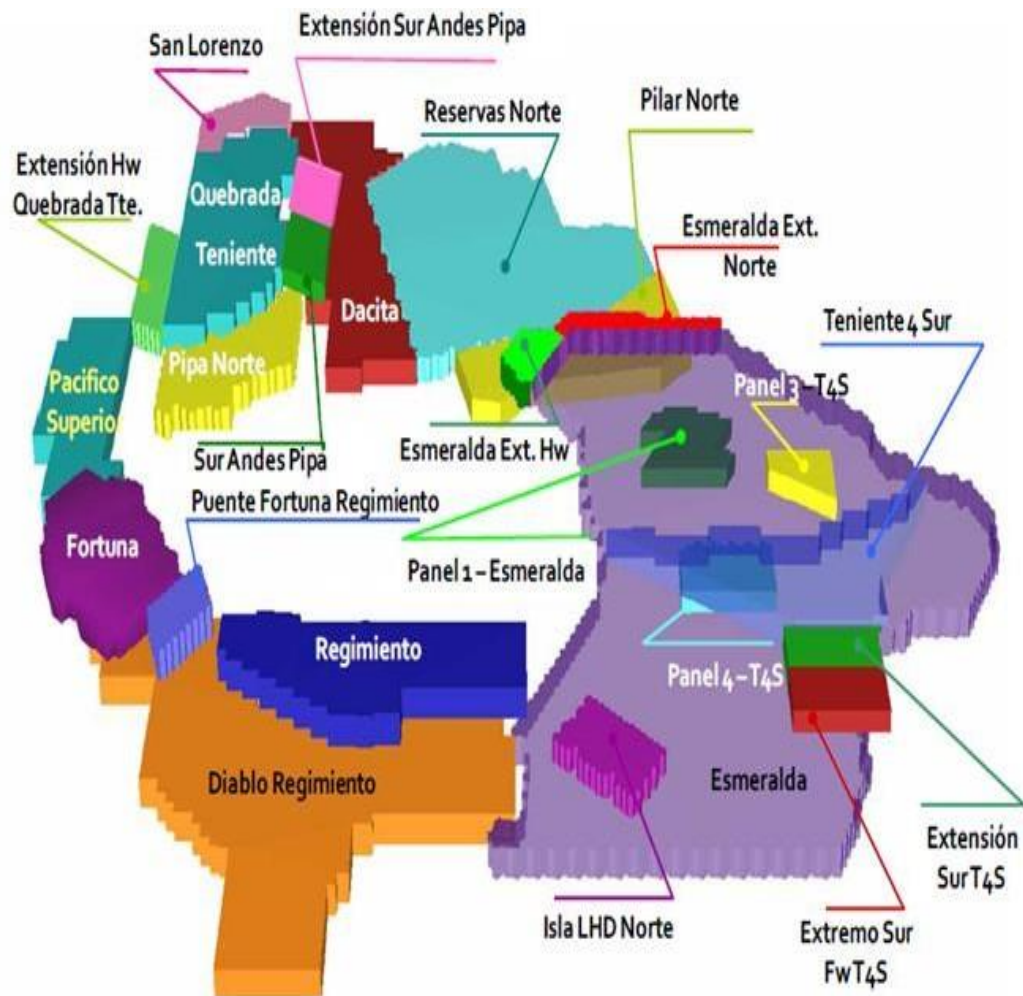 Extensión Sur Andes Pipa
San Lorenzo
Reservas Norte
Pilar Norte
Extensión Hw
Quebrada Tte.
Quebrada
Teniente
Esmeralda Ext.
Norte
Dacita
Teniente 4 Sur
Pipa Norte
Panel 3 – T4S
Pacifico
Superio
Sur Andes Pipa
Esmeralda Ext. Hw
Puente Fortuna Regimiento
Fortuna
Panel 1 – Esmeralda
Regimiento
Panel 4 – T4S
Diablo Regimiento
Esmeralda
Extensión
Sur T4S
Isla LHD Norte
Extremo Sur
Fw T4S